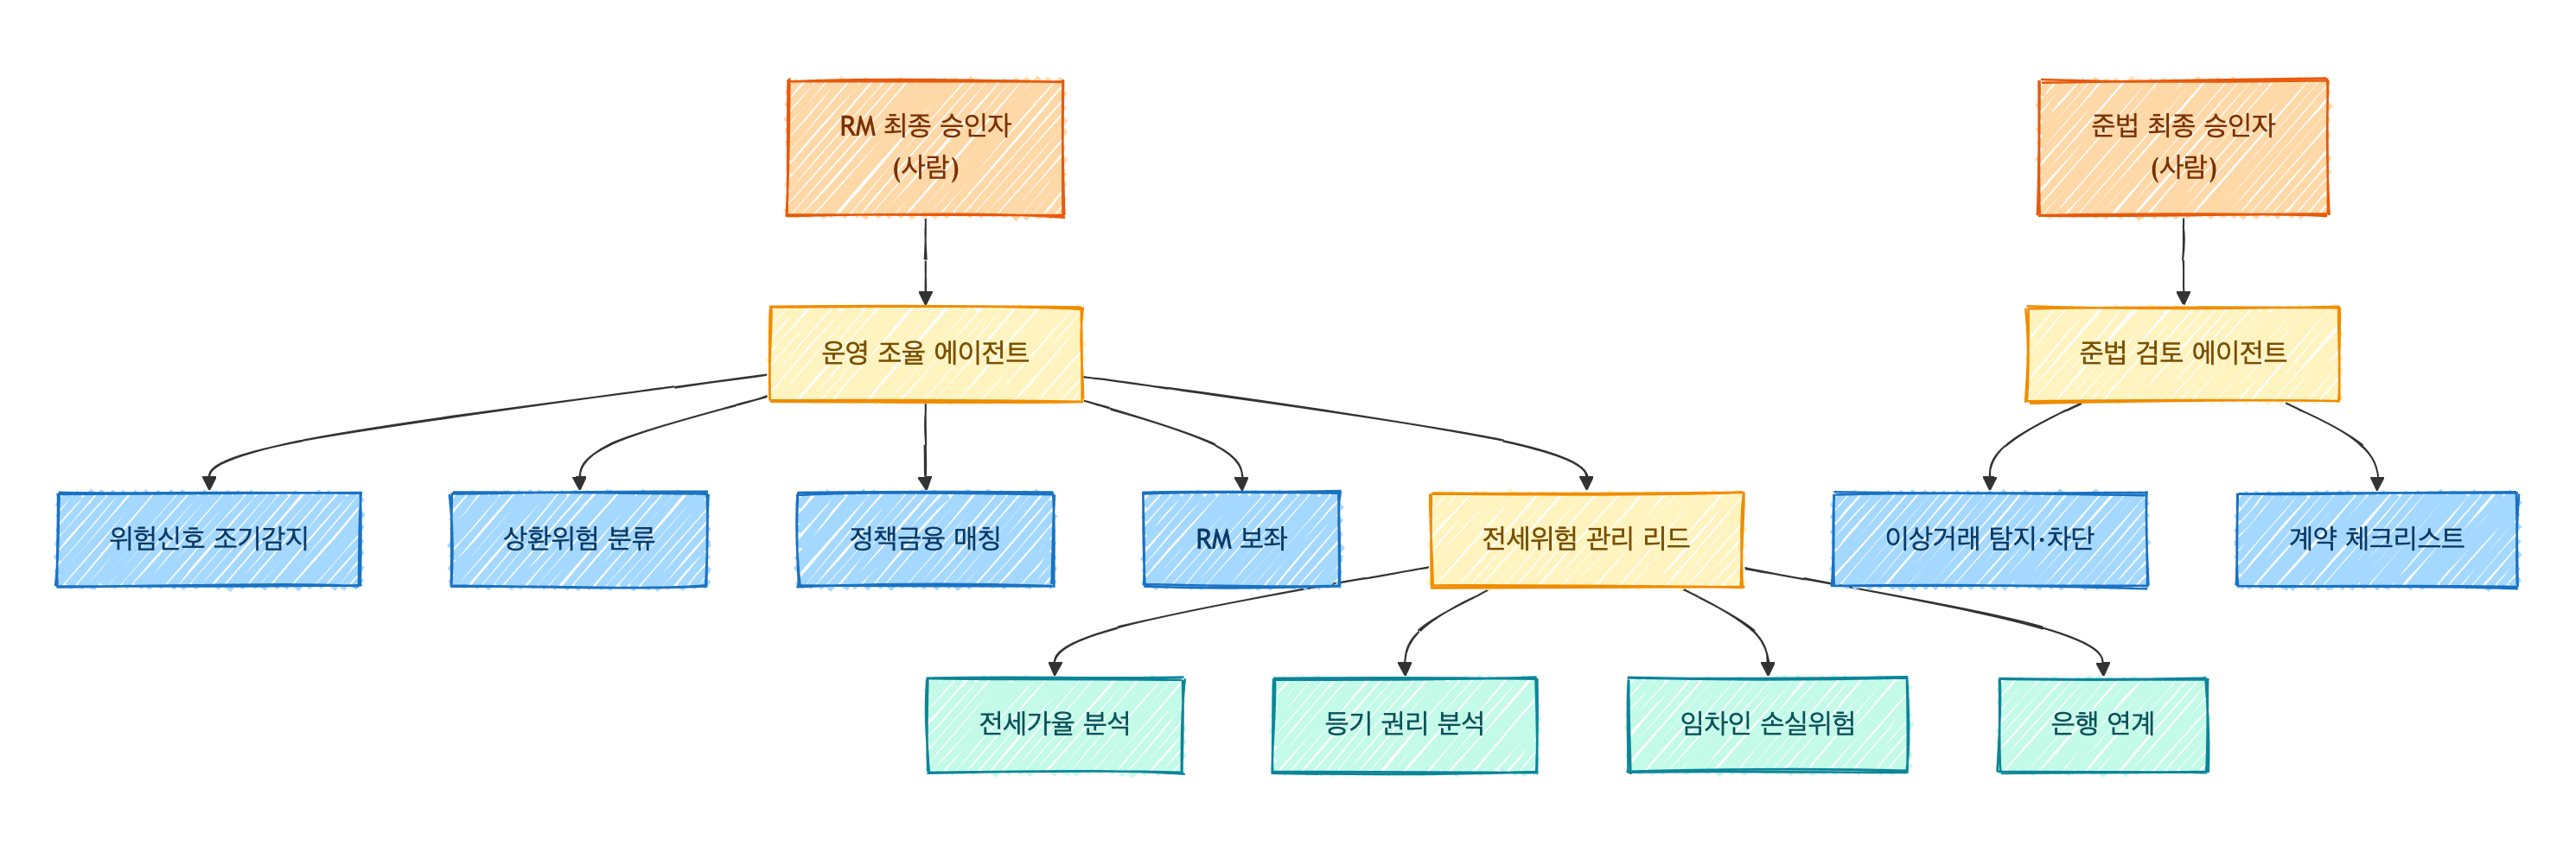 RM 최종 승인자
(사람)
준법 최종 승인자
(사람)
운영 조율 에이전트
준법 검토 에이전트
위험신호 조기감지
상환위험 분류
정책금융 매칭
RM 보좌
전세위험 관리 리드
이상거래 탐지·차단
계약 체크리스트
전세가율 분석
등기 권리 분석
임차인 손실위험
은행 연계